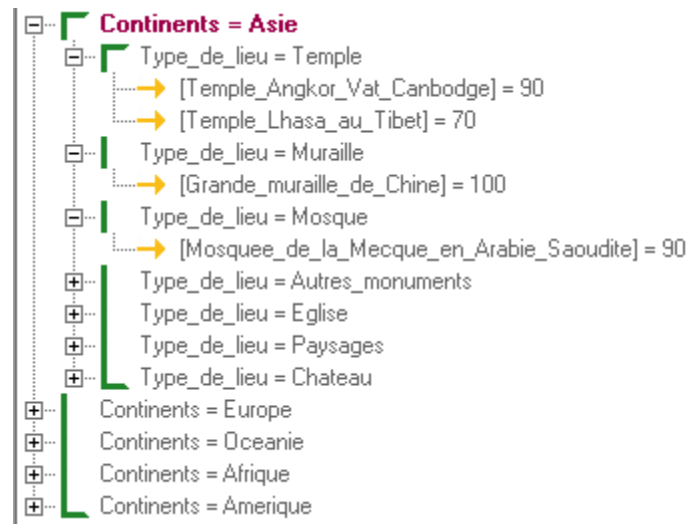 Continents = Asie
Type_de_lieu = Temple
[Temple_Angkor_Vat_Canbodge] = 90
[Temple_Lhasa_au_Tibet] = 70
Type_de_lieu = Muraille
[Grande_muraille_de_Chine] = 100
Type_de_lieu = Mosque
[Mosquee_de_la_Mecque_en_Arabie_Saoudite] = 90
Type_de_lieu = Autres_monuments
Type_de_lieu = Eglise
Type_de_lieu = Paysages
Type_de_lieu = Chateau
Continents = Europe
Continents = Oceanie
Continents = Afrique
Continents = Amerique